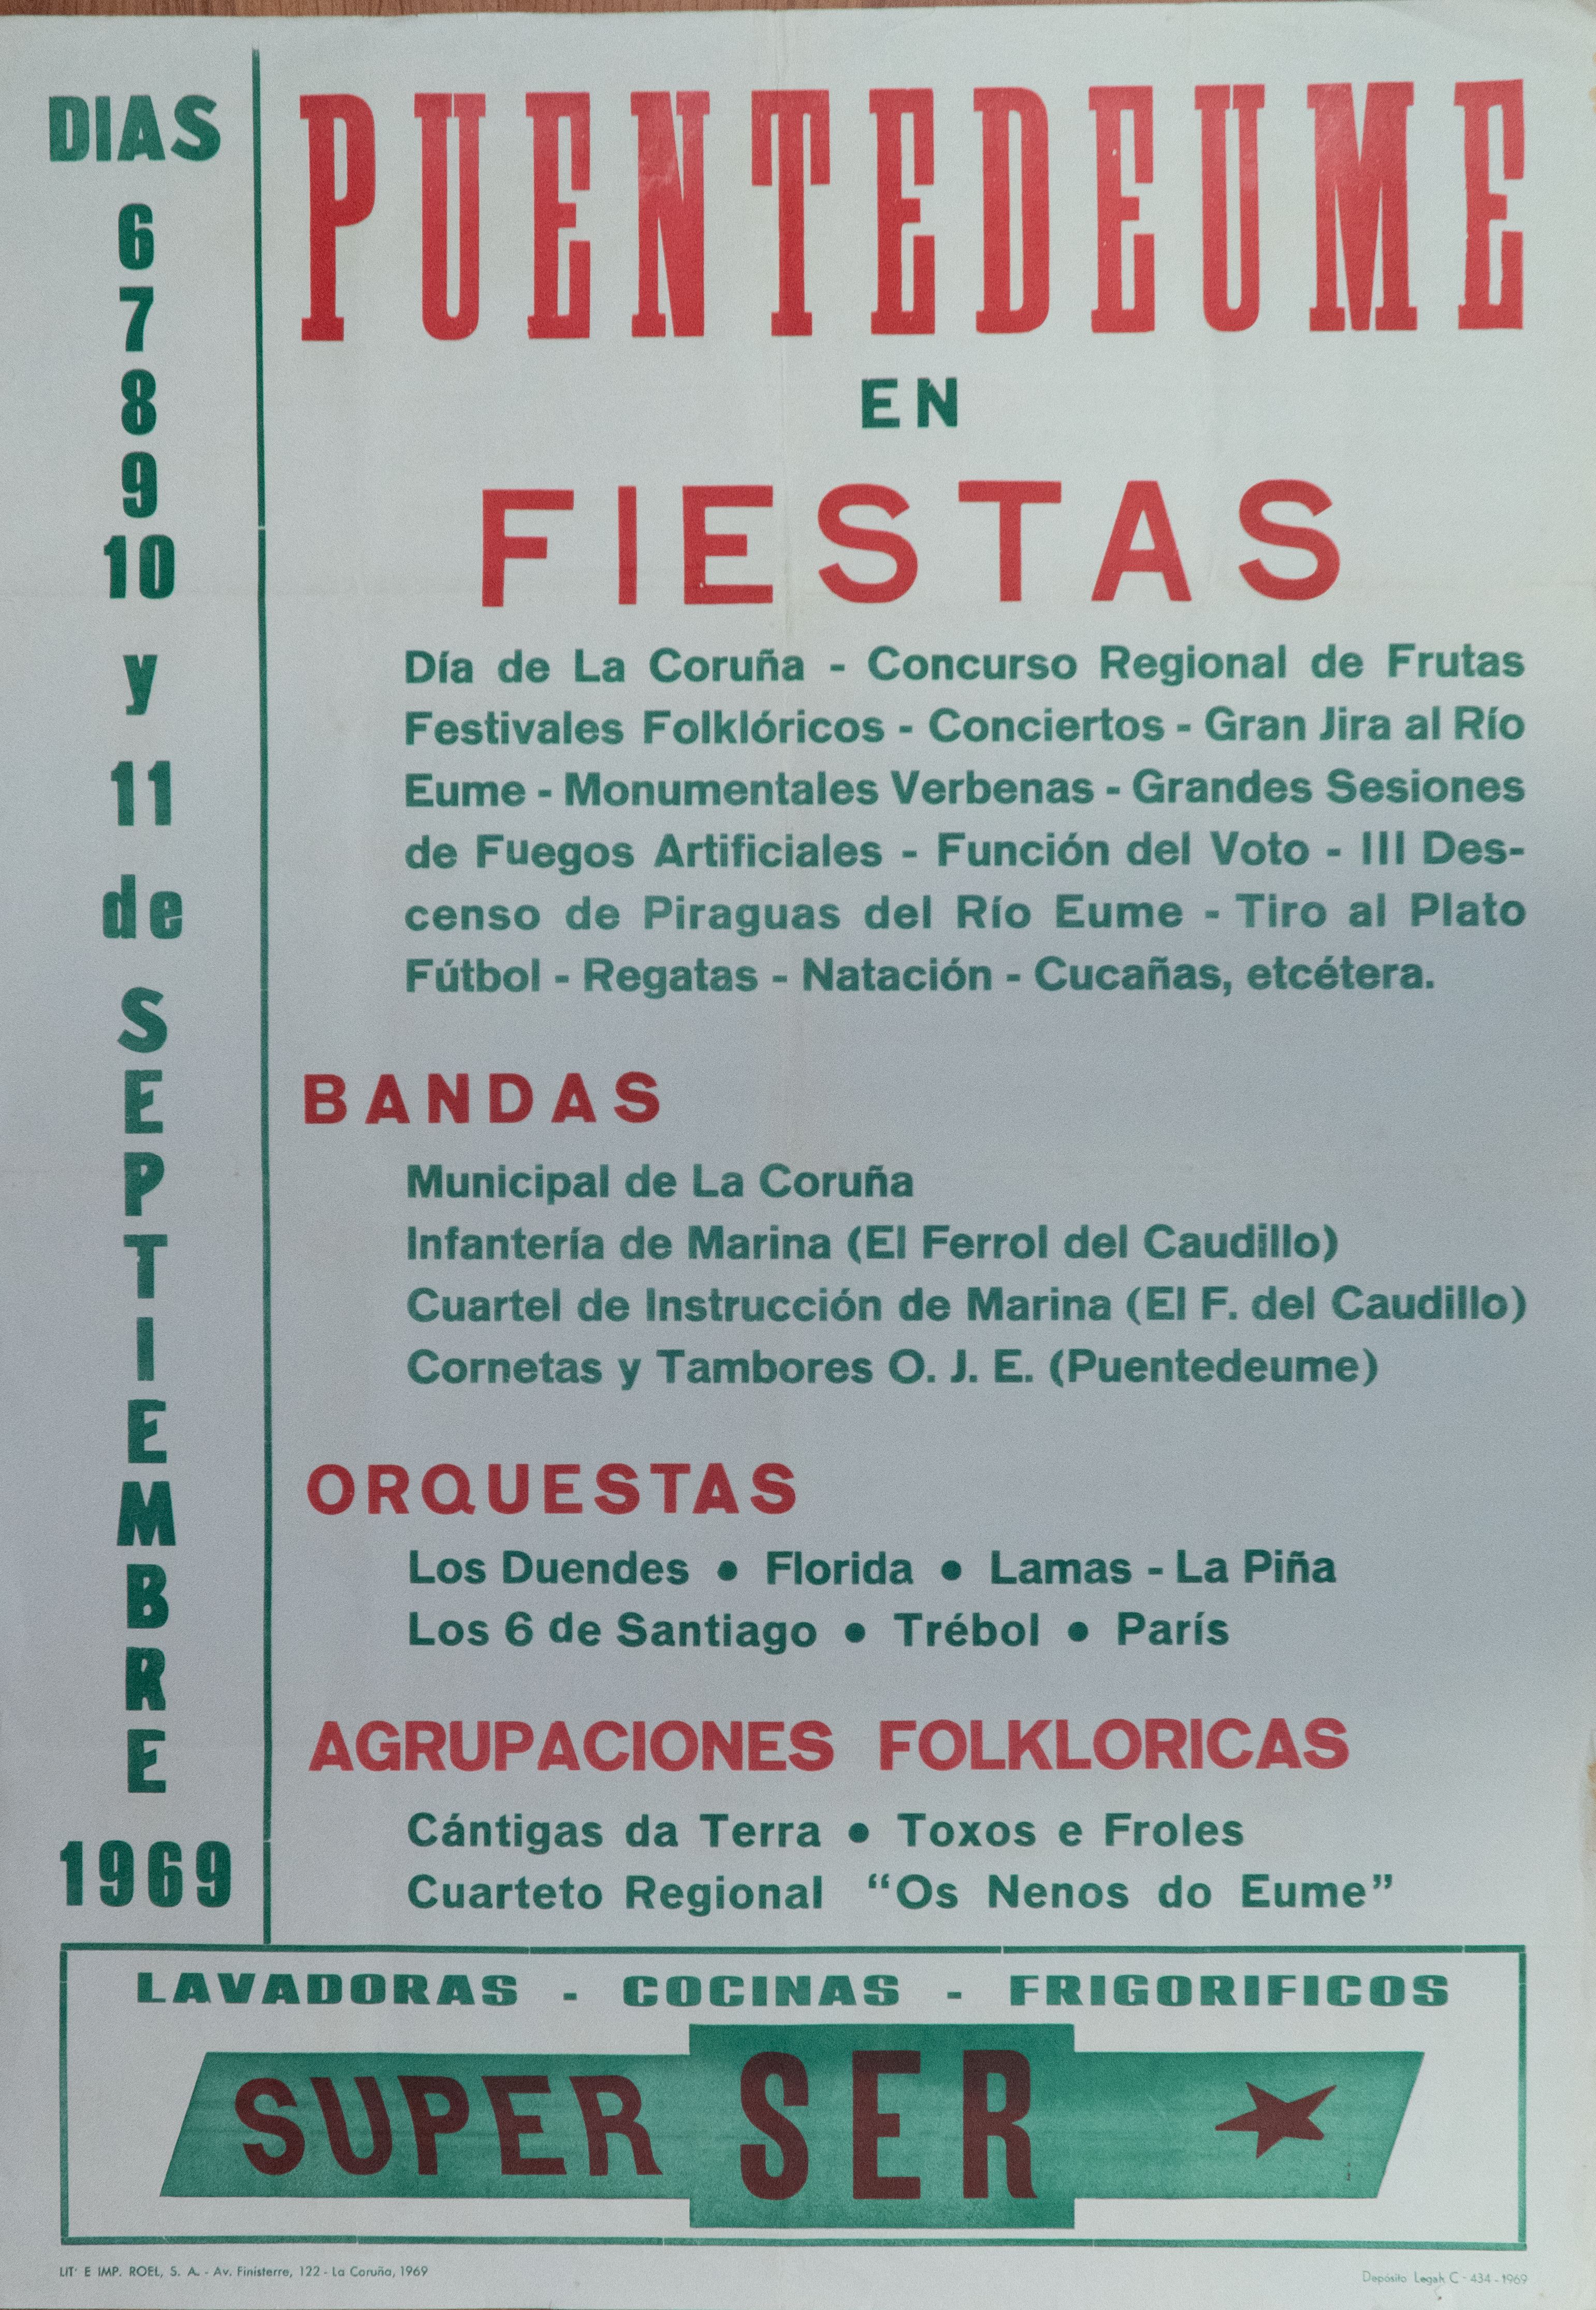 DIAS
6
7
8
9
10
y
11
de
SEPTIEMBRE
1969
PUENTEDEUME
EN
FIESTAS
Día de La Coruña - Concurso Regional de Frutas
Festivales Folklóricos - Conciertos - Gran Jira al Río
Eume - Monumentales Verbenas - Grandes Sesiones
de Fuegos Artificiales - Función del Voto - III Des-
censo de Piraguas del Río Eume - Tiro al Plato
Fútbol - Regatas - Natación - Cucañas, etcétera.
BANDAS
Municipal de La Coruña
Infantería de Marina (El Ferrol del Caudillo)
Cuartel de Instrucción de Marina (El F. del Caudillo)
Cornetas y Tambores O. J. E. (Puentedeume)
ORQUESTAS
Los Duendes • Florida • Lamas - La Piña
Los 6 de Santiago • Trébol • París
AGRUPACIONES FOLKLORICAS
Cántigas da Terra • Toxos e Froles
Cuarteto Regional “Os Nenos do Eume”
LAVADORAS - COCINAS - FRIGORIFICOS
SUPER SER
LIT· E IMP. ROEL, S. A. - Av. Finisterre, 122 - La Coruña, 1969
Depósito Legal: C - 434 - 1969